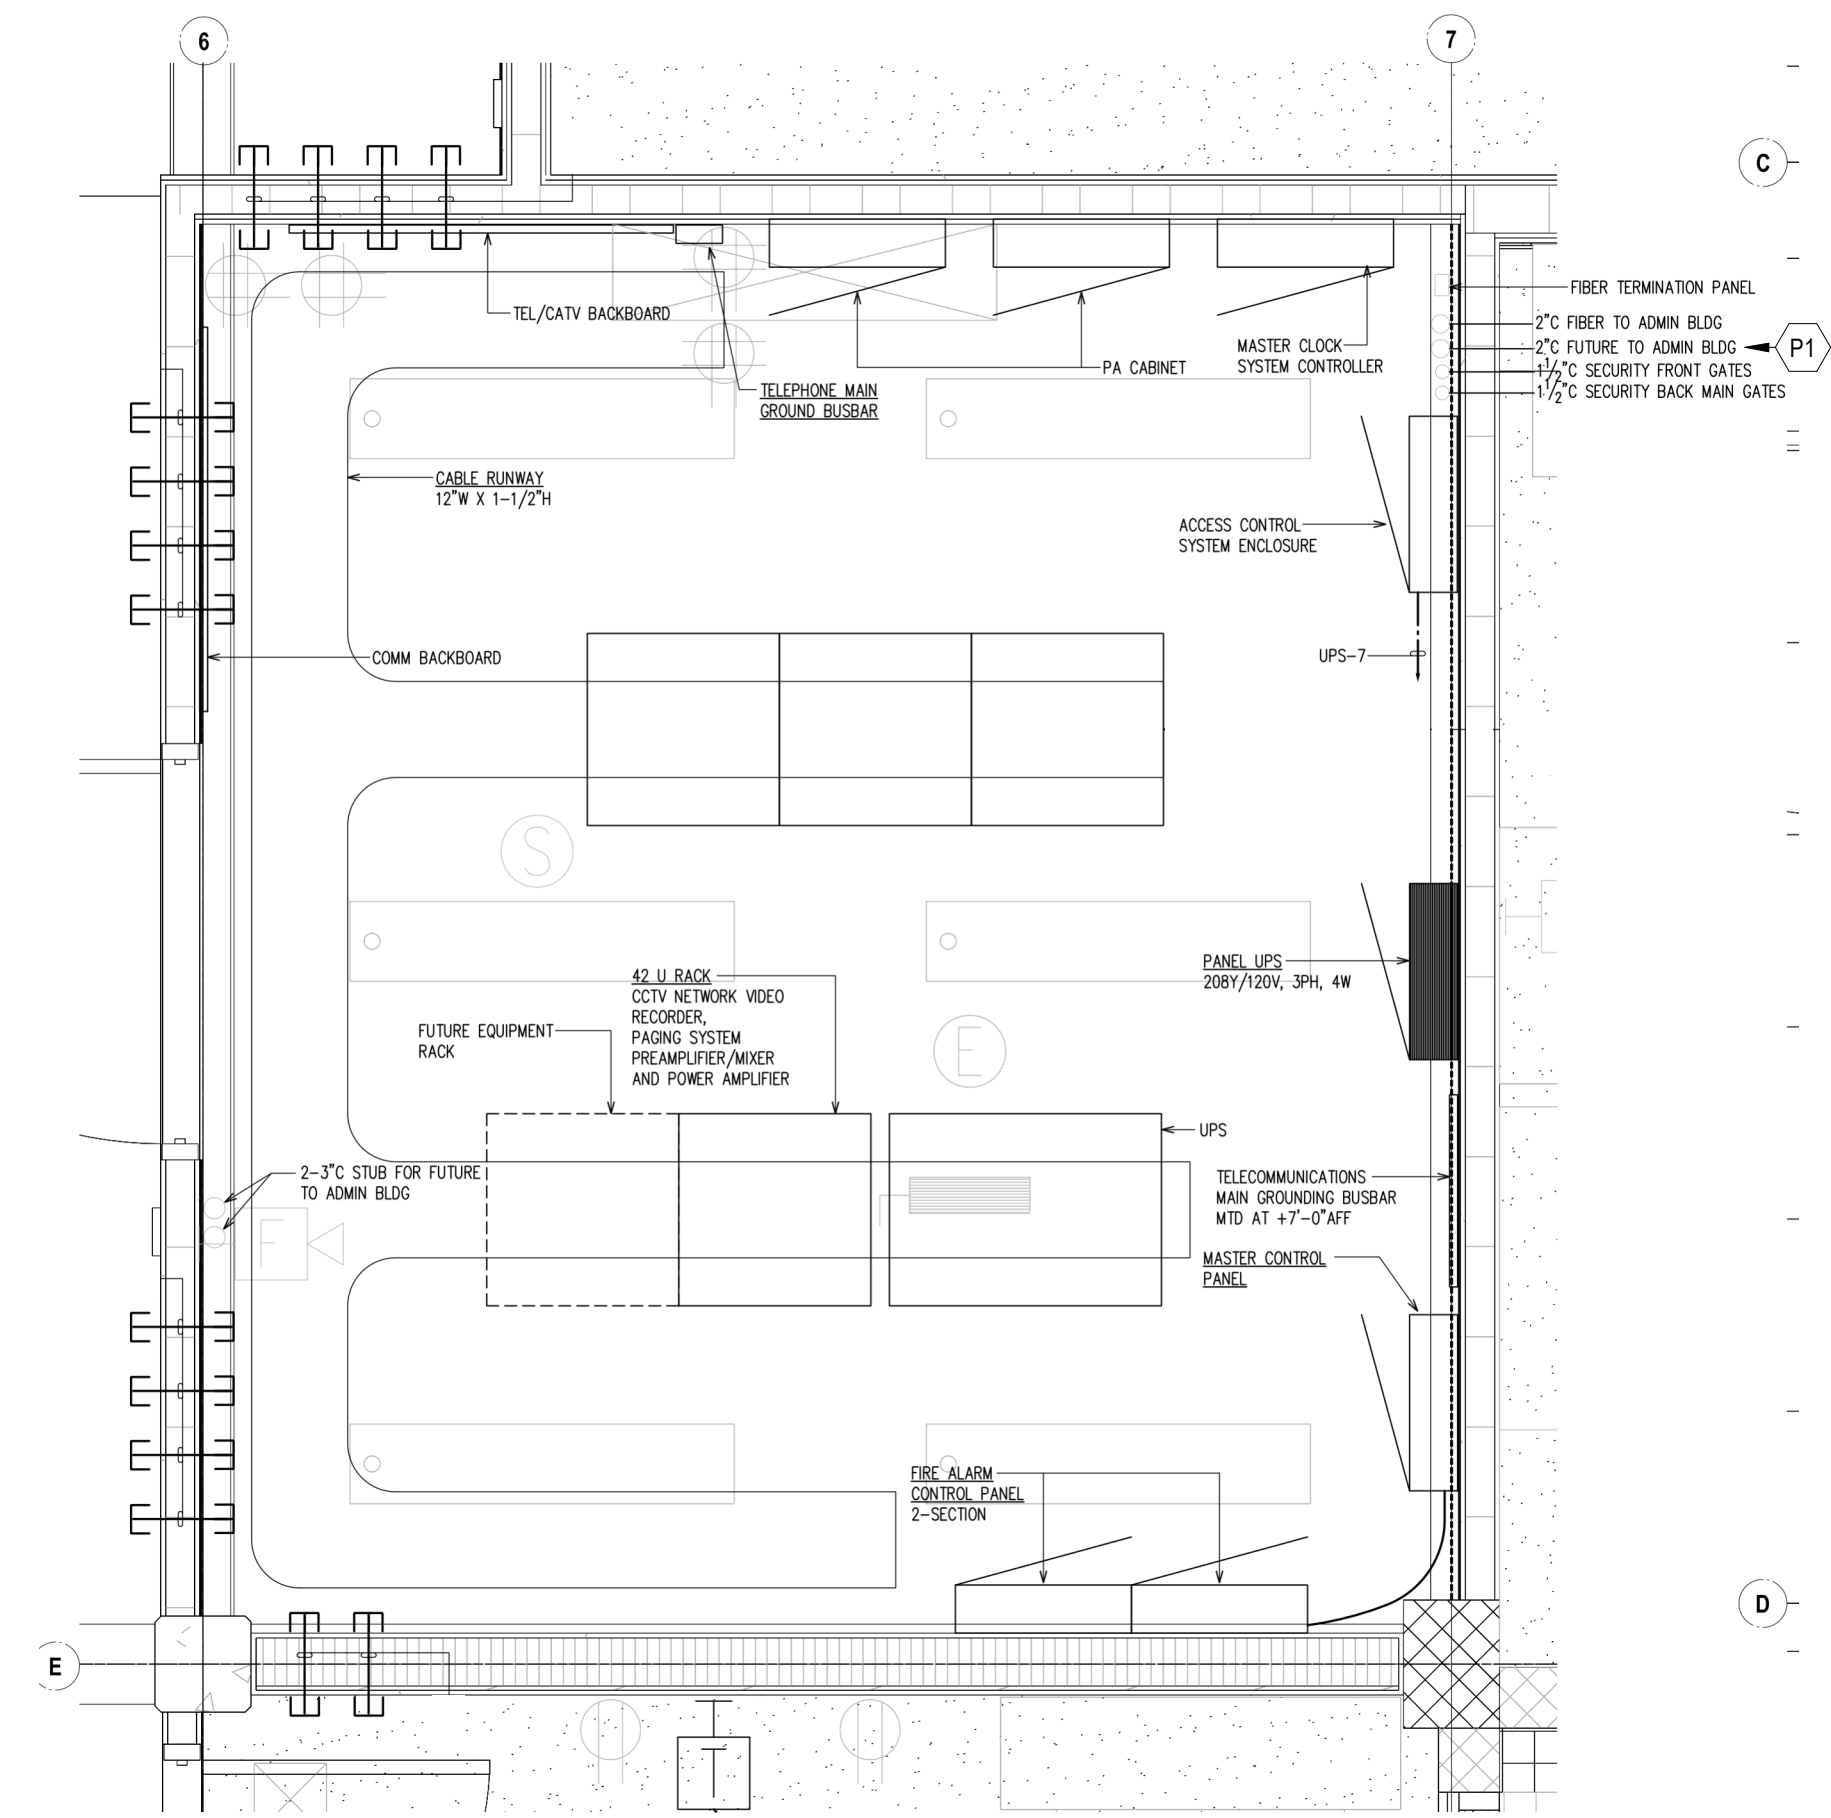 6
7
C
TEL/CATV BACKBOARD
TELEPHONE MAIN
GROUND BUSBAR
PA CABINET
MASTER CLOCK
SYSTEM CONTROLLER
FIBER TERMINATION PANEL
2"C FIBER TO ADMIN BLDG
2"C FUTURE TO ADMIN BLDG
P1
1 1/2"C SECURITY FRONT GATES
1 1/2"C SECURITY BACK MAIN GATES
CABLE RUNWAY
12"W X 1-1/2"H
ACCESS CONTROL
SYSTEM ENCLOSURE
COMM BACKBOARD
UPS-7
S
PANEL UPS
208Y/120V, 3PH, 4W
42 U RACK
CCTV NETWORK VIDEO
RECORDER,
PAGING SYSTEM
PREAMPLIFIER/MIXER
AND POWER AMPLIFIER
FUTURE EQUIPMENT
RACK
E
UPS
2-3"C STUB FOR FUTURE
TO ADMIN BLDG
F
TELECOMMUNICATIONS
MAIN GROUNDING BUSBAR
MTD AT +7'-0"AFF
MASTER CONTROL
PANEL
FIRE ALARM
CONTROL PANEL
2-SECTION
D
E
T